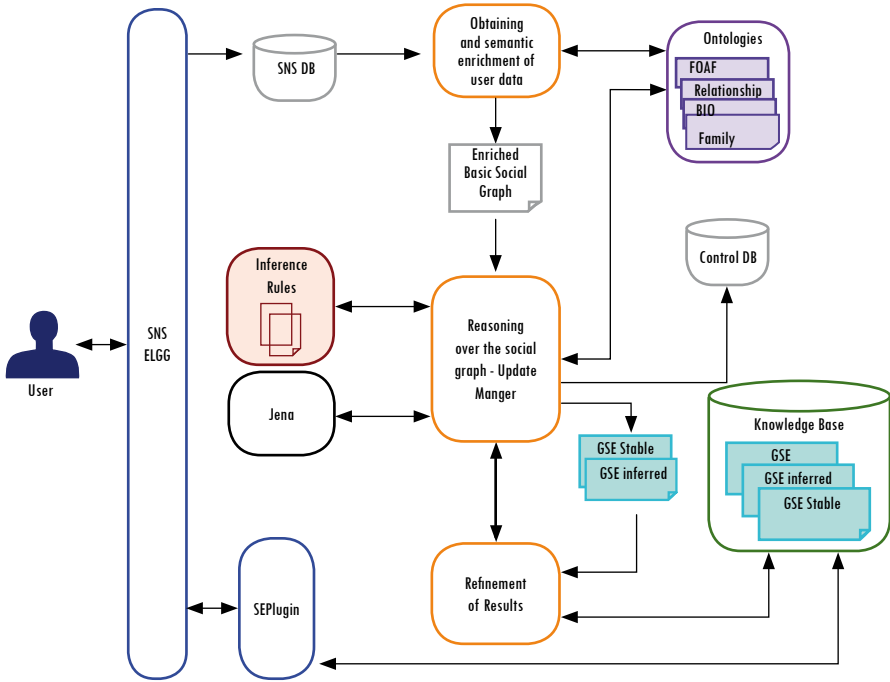 Obtaining
and semantic
enrichment of
user data
SNS DB
Ontologies
FOAF
Relationship
BIO
Family
Enriched
Basic Social
Graph
Control DB
Inference
Rules
User
SNS
ELGG
Reasoning
over the social
graph - Update
Manger
Jena
GSE Stable
GSE inferred
Knowledge Base
GSE
GSE inferred
GSE Stable
SEPlugin
Refinement
of Results